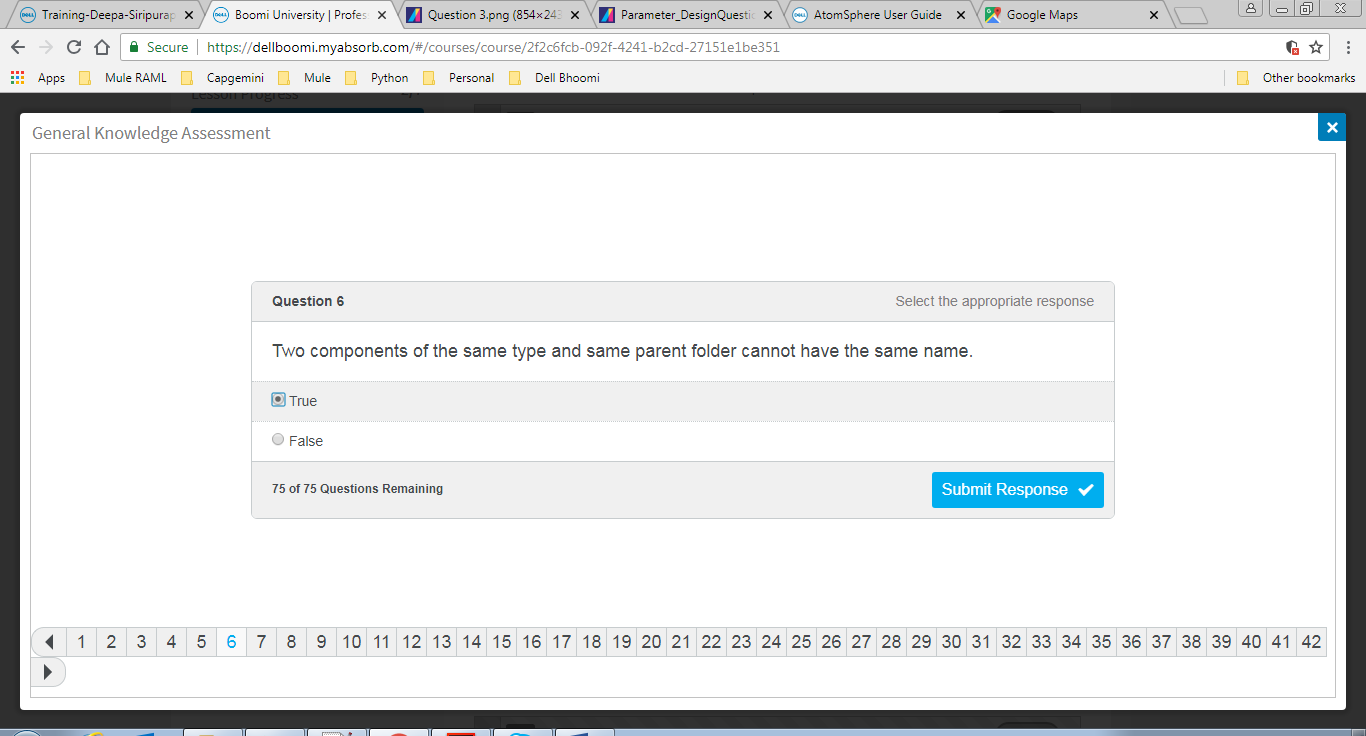 Training-Deepa-Siripurap
Boomi University | Profes
Question 3.png (854×243
Parameter_DesignQuestic
AtomSphere User Guide
Google Maps
Secure
https://dellboomi.myabsorb.com/#/courses/course/2f2c6fcb-092f-4241-b2cd-27151e1be351
Apps
Mule RAML
Capgemini
Mule
Python
Personal
Dell Bhoomi
Other bookmarks
Lesson Progress
General Knowledge Assessment
Question 6
Select the appropriate response
Two components of the same type and same parent folder cannot have the same name.
True
False
75 of 75 Questions Remaining
Submit Response
1 2 3 4 5 6 7 8 9 10 11 12 13 14 15 16 17 18 19 20 21 22 23 24 25 26 27 28 29 30 31 32 33 34 35 36 37 38 39 40 41 42